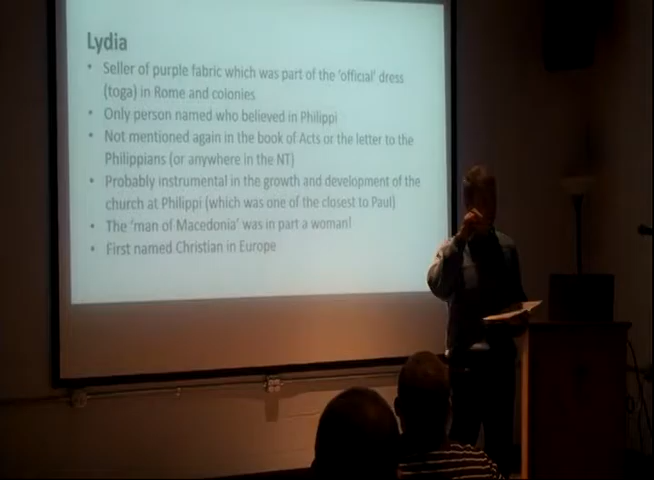 Lydia
• Seller of purple fabric which was part of the 'official' dress
(toga) in Rome and colonies
• Only person named who believed in Philippi
• Not mentioned again in the book of Acts or the letter to the
Philippians (or anywhere in the NT)
• Probably instrumental in the growth and development of the
church at Philippi (which was one of the closest to Paul)
• The 'man of Macedonia' was in part a woman!
• First named Christian in Europe